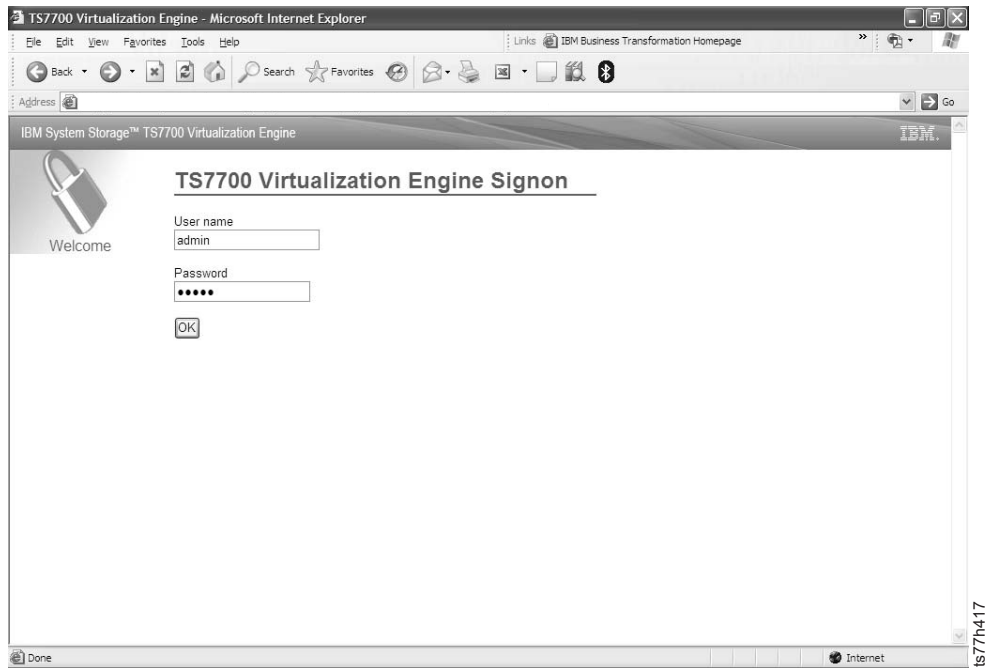 TS7700 Virtualization Engine - Microsoft Internet Explorer
File Edit View Favorites Tools Help
Links IBM Business Transformation Homepage
Back Search Favorites
Address
Go
IBM System Storage™ TS7700 Virtualization Engine
IBM.
Welcome
TS7700 Virtualization Engine Signon
User name
admin
Password
•••••
OK
Done
Internet
ts77h417